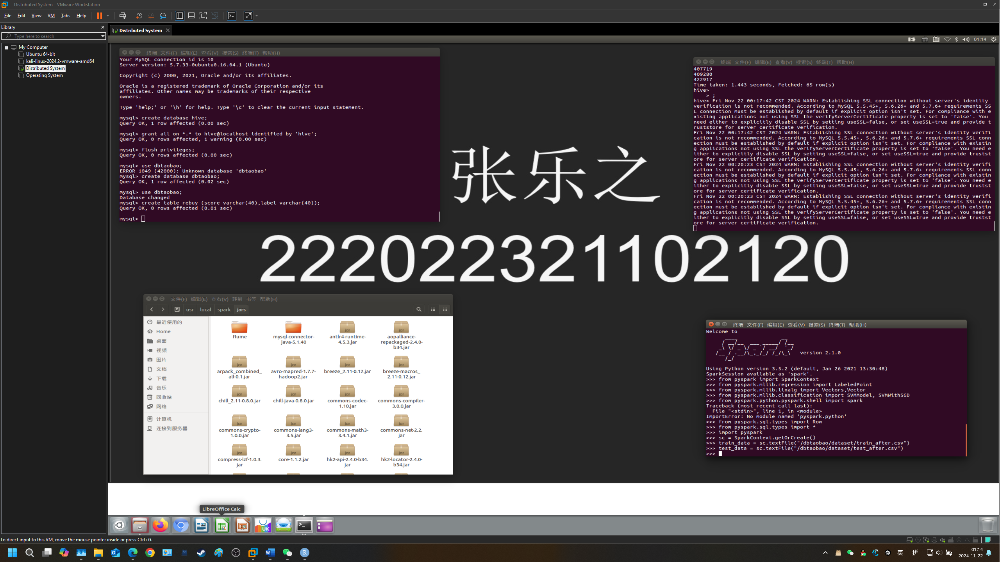 Distributed System - VMware Workstation
File Edit View VM Tabs Help
Library
Type here to search
My Computer
Ubuntu 64-bit
kali-linux-2024.2-vmware-amd64
Distributed System
Operating System
Distributed System
01:14
终端 文件(F) 编辑(E) 查看(V) 搜索(S) 终端(T) 帮助(H)
Your MySQL connection id is 10
Server version: 5.7.33-0ubuntu0.16.04.1 (Ubuntu)
Copyright (c) 2000, 2021, Oracle and/or its affiliates.
Oracle is a registered trademark of Oracle Corporation and/or its
affiliates. Other names may be trademarks of their respective
owners.
Type 'help;' or '\h' for help. Type '\c' to clear the current input statement.
mysql> create database hive;
Query OK, 1 row affected (0.00 sec)
mysql> grant all on *.* to hive@localhost identified by 'hive';
Query OK, 0 rows affected, 1 warning (0.00 sec)
mysql> flush privileges;
Query OK, 0 rows affected (0.00 sec)
mysql> use dbtaobao;
ERROR 1049 (42000): Unknown database 'dbtaobao'
mysql> create database dbtaobao;
Query OK, 1 row affected (0.02 sec)
mysql> use dbtaobao;
Database changed
mysql> create table rebuy (score varchar(40),label varchar(40));
Query OK, 0 rows affected (0.01 sec)
mysql>
终端 文件(F) 编辑(E) 查看(V) 搜索(S) 终端(T) 帮助(H)
407719
409280
422917
Time taken: 1.443 seconds, Fetched: 65 row(s)
hive>
> ;
hive> Fri Nov 22 00:17:42 CST 2024 WARN: Establishing SSL connection without server's identity
verification is not recommended. According to MySQL 5.5.45+, 5.6.26+ and 5.7.6+ requirements SS
L connection must be established by default if explicit option isn't set. For compliance with e
xisting applications not using SSL the verifyServerCertificate property is set to 'false'. You
need either to explicitly disable SSL by setting useSSL=false, or set useSSL=true and provide t
ruststore for server certificate verification.
Fri Nov 22 00:17:42 CST 2024 WARN: Establishing SSL connection without server's identity verifi
cation is not recommended. According to MySQL 5.5.45+, 5.6.26+ and 5.7.6+ requirements SSL conn
ection must be established by default if explicit option isn't set. For compliance with existin
g applications not using SSL the verifyServerCertificate property is set to 'false'. You need e
ither to explicitly disable SSL by setting useSSL=false, or set useSSL=true and provide trustst
ore for server certificate verification.
Fri Nov 22 00:20:23 CST 2024 WARN: Establishing SSL connection without server's identity verifi
cation is not recommended. According to MySQL 5.5.45+, 5.6.26+ and 5.7.6+ requirements SSL conn
ection must be established by default if explicit option isn't set. For compliance with existin
g applications not using SSL the verifyServerCertificate property is set to 'false'. You need e
ither to explicitly disable SSL by setting useSSL=false, or set useSSL=true and provide trustst
ore for server certificate verification.
Fri Nov 22 00:20:23 CST 2024 WARN: Establishing SSL connection without server's identity verifi
cation is not recommended. According to MySQL 5.5.45+, 5.6.26+ and 5.7.6+ requirements SSL conn
ection must be established by default if explicit option isn't set. For compliance with existin
g applications not using SSL the verifyServerCertificate property is set to 'false'. You need e
ither to explicitly disable SSL by setting useSSL=false, or set useSSL=true and provide trustst
ore for server certificate verification.
张乐之
222022321102120
文件(F) 编辑(E) 查看(V) 转到 书签 帮助(H)
usr local spark jars
最近使用的
Home
桌面
视频
图片
文档
下载
音乐
回收站
网络
计算机
连接到服务器
flume
mysql-connector-
java-5.1.40
antlr4-runtime-
4.5.3.jar
aopalliance-
repackaged-2.4.0-
b34.jar
arpack_combined_
all-0.1.jar
avro-mapred-1.7.7-
hadoop2.jar
breeze_2.11-0.12.jar
breeze-macros_
2.11-0.12.jar
chill_2.11-0.8.0.jar
chill-java-0.8.0.jar
commons-codec-
1.10.jar
commons-compiler-
3.0.0.jar
commons-crypto-
1.0.0.jar
commons-lang3-
3.5.jar
commons-math3-
3.4.1.jar
commons-net-2.2.
jar
compress-lzf-1.0.3.
jar
core-1.1.2.jar
hk2-api-2.4.0-b34.
jar
hk2-locator-2.4.0-
b34.jar
终端 文件(F) 编辑(E) 查看(V) 搜索(S) 终端(T) 帮助(H)
Welcome to
version 2.1.0
Using Python version 3.5.2 (default, Jan 26 2021 13:30:48)
SparkSession available as 'spark'.
>>> from pyspark import SparkContext
>>> from pyspark.mllib.regression import LabeledPoint
>>> from pyspark.mllib.linalg import Vectors,Vector
>>> from pyspark.mllib.classification import SVMModel, SVMWithSGD
>>> from pyspark.python.pyspark.shell import spark
Traceback (most recent call last):
File "<stdin>", line 1, in <module>
ImportError: No module named 'pyspark.python'
>>> from pyspark.sql.types import Row
>>> from pyspark.sql.types import *
>>> import pyspark
>>> sc = SparkContext.getOrCreate()
>>> train_data = sc.textFile("/dbtaobao/dataset/train_after.csv")
>>> test_data = sc.textFile("/dbtaobao/dataset/test_after.csv")
>>>
LibreOffice Calc
UK
To direct input to this VM, move the mouse pointer inside or press Ctrl+G.
英 拼
01:14
2024-11-22